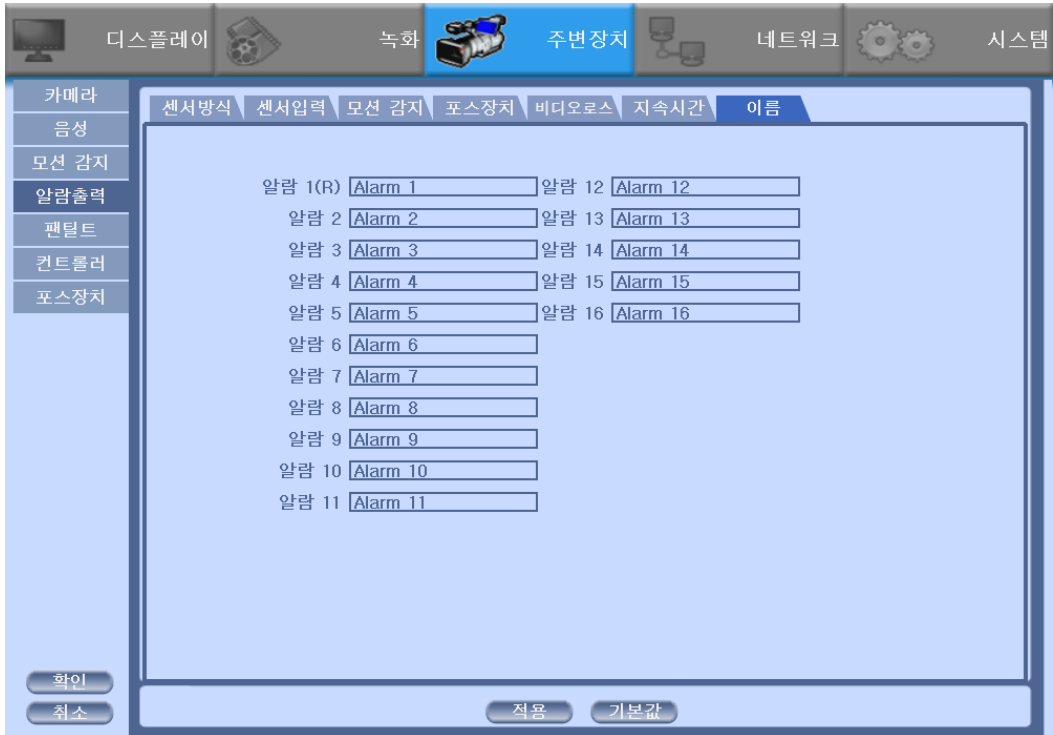 디스플레이 녹화 주변장치 네트워크 시스템
카메라
음성
모션 감지
알람출력
팬틸트
컨트롤러
포스장치
센서방식 센서입력 모션 감지 포스장치 비디오로스 지속시간 이름
알람 1(R) Alarm 1 알람 12 Alarm 12
알람 2 Alarm 2 알람 13 Alarm 13
알람 3 Alarm 3 알람 14 Alarm 14
알람 4 Alarm 4 알람 15 Alarm 15
알람 5 Alarm 5 알람 16 Alarm 16
알람 6 Alarm 6
알람 7 Alarm 7
알람 8 Alarm 8
알람 9 Alarm 9
알람 10 Alarm 10
알람 11 Alarm 11
확인
취소
적용 기본값